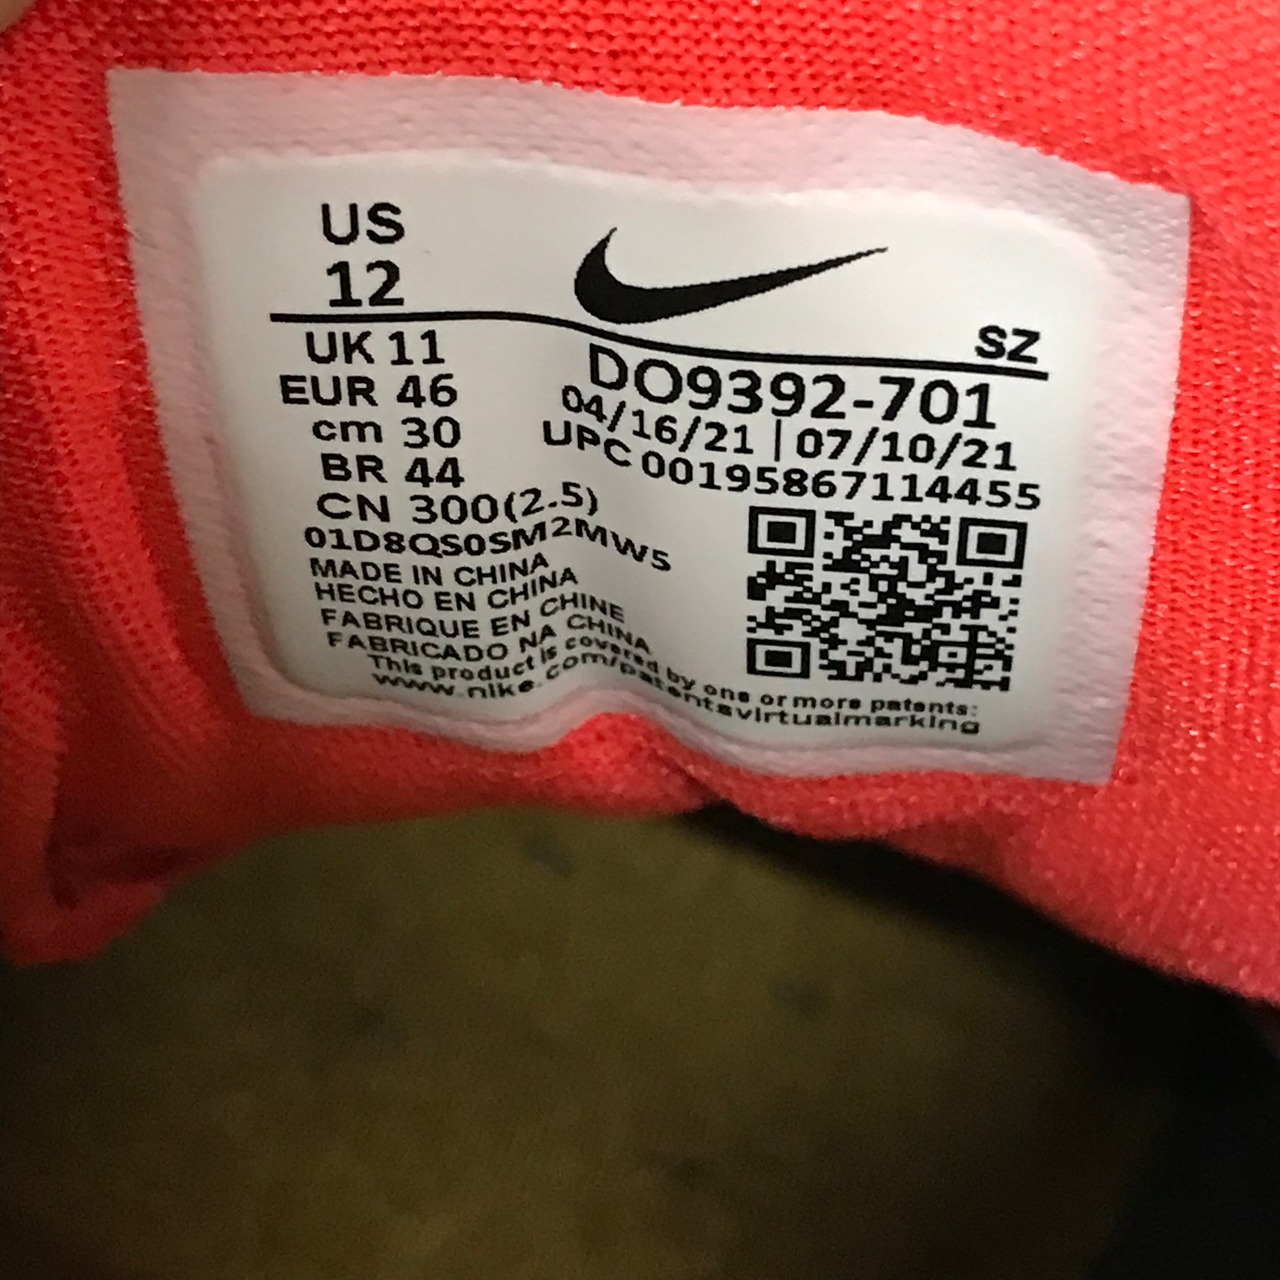 US
12
SZ
UK 11
EUR 46
cm 30
BR 44
CN 300(2.5)
DO9392-701
04/16/21 | 07/10/21
UPC 00195867114455
01D8QS0SM2MW5
MADE IN CHINA
HECHO EN CHINA
FABRIQUE EN CHINE
FABRICADO NA CHINA
This product is covered by one or more patents:
www.nike.com/patentsvirtualmarking